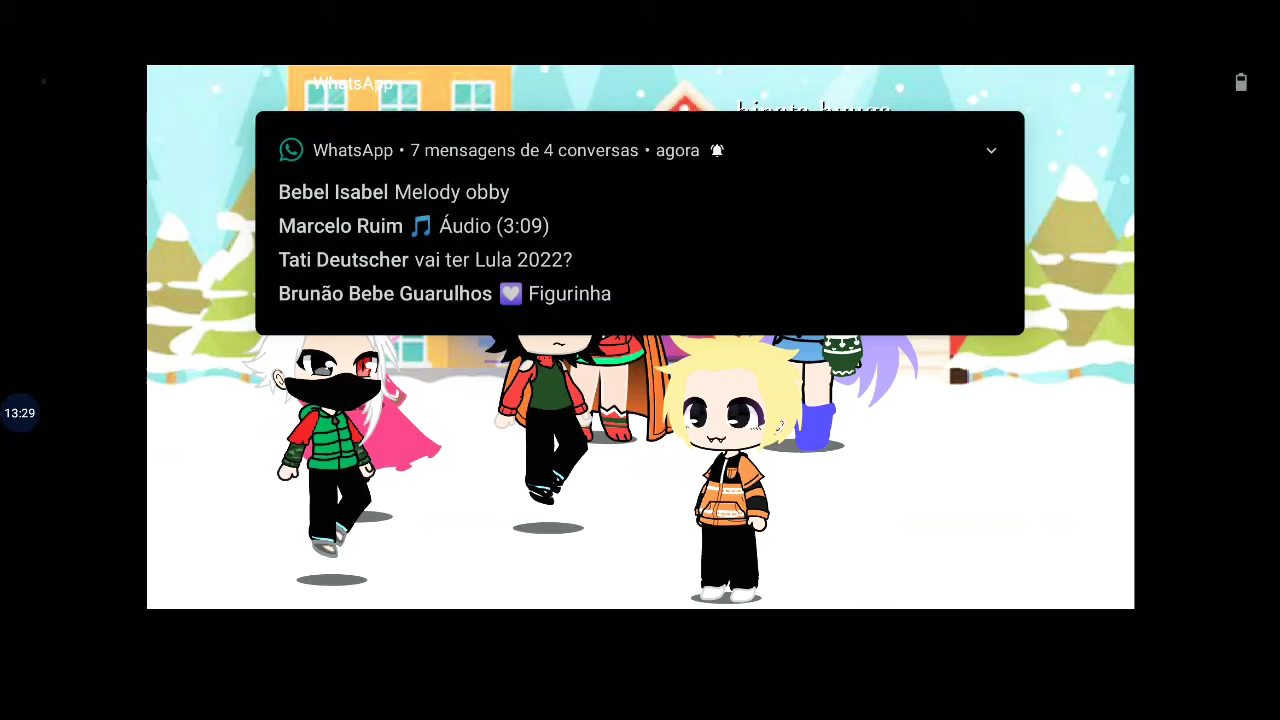 WhatsApp
WhatsApp • 7 mensagens de 4 conversas • agora
Bebel Isabel Melody obby
Marcelo Ruim 🎵 Áudio (3:09)
Tati Deutscher vai ter Lula 2022?
Brunão Bebe Guarulhos 💟 Figurinha
13:29